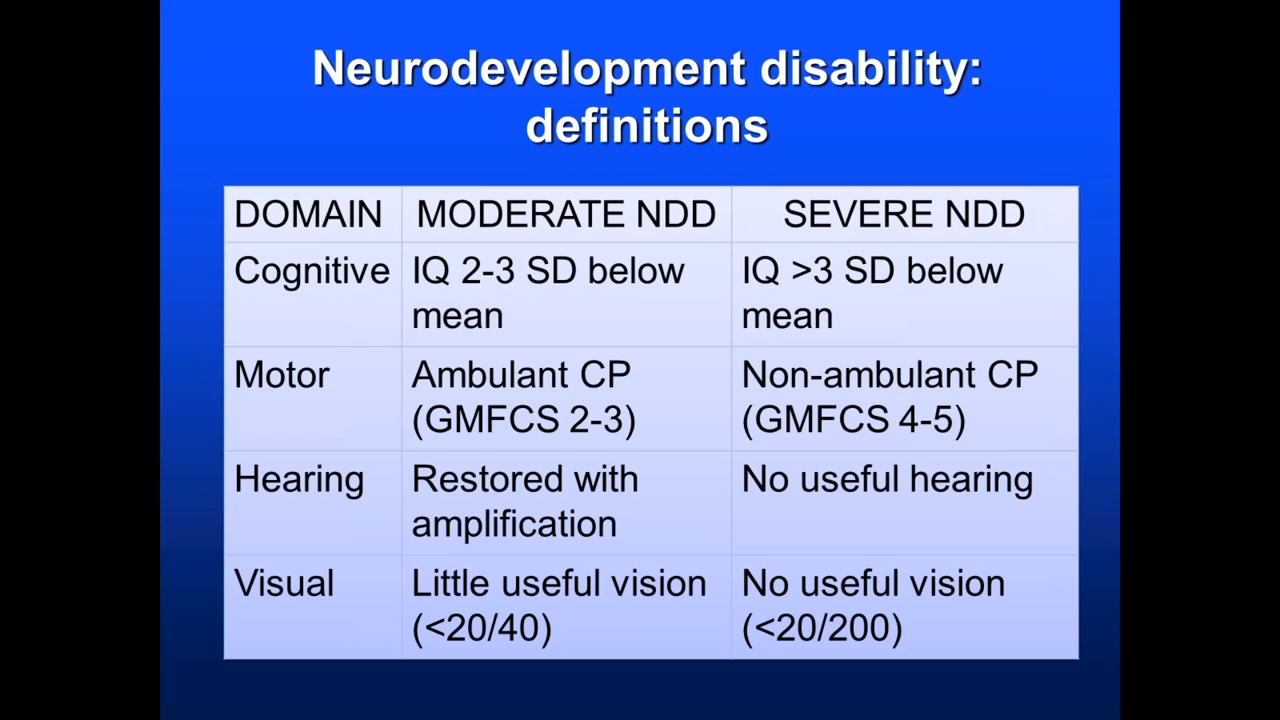 Neurodevelopment disability:
definitions
DOMAIN MODERATE NDD SEVERE NDD
Cognitive IQ 2-3 SD below mean IQ >3 SD below mean
Motor Ambulant CP (GMFCS 2-3) Non-ambulant CP (GMFCS 4-5)
Hearing Restored with amplification No useful hearing
Visual Little useful vision (<20/40) No useful vision (<20/200)